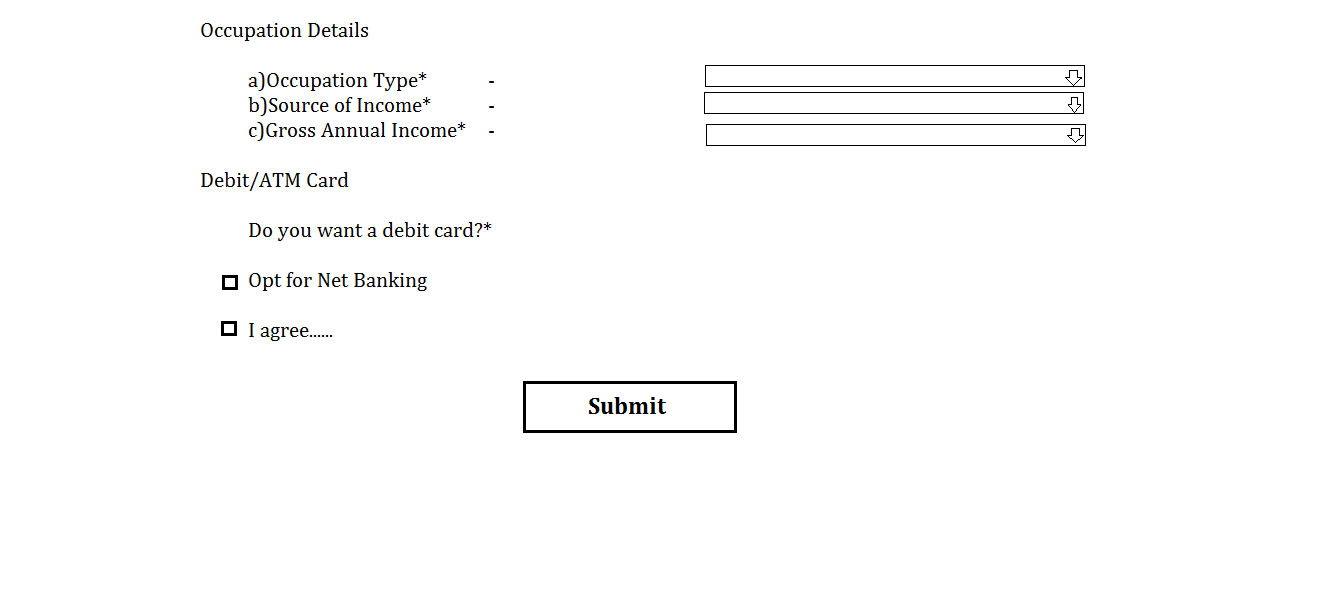 Occupation Details
a)Occupation Type* -
b)Source of Income* -
c)Gross Annual Income* -
Debit/ATM Card
Do you want a debit card?*
Opt for Net Banking
I agree......
Submit